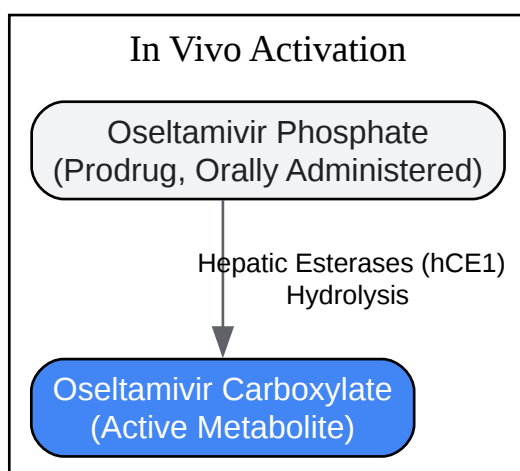 In Vivo Activation
Oseltamivir Phosphate
(Prodrug, Orally Administered)
Hepatic Esterases (hCE1)
Hydrolysis
Oseltamivir Carboxylate
(Active Metabolite)